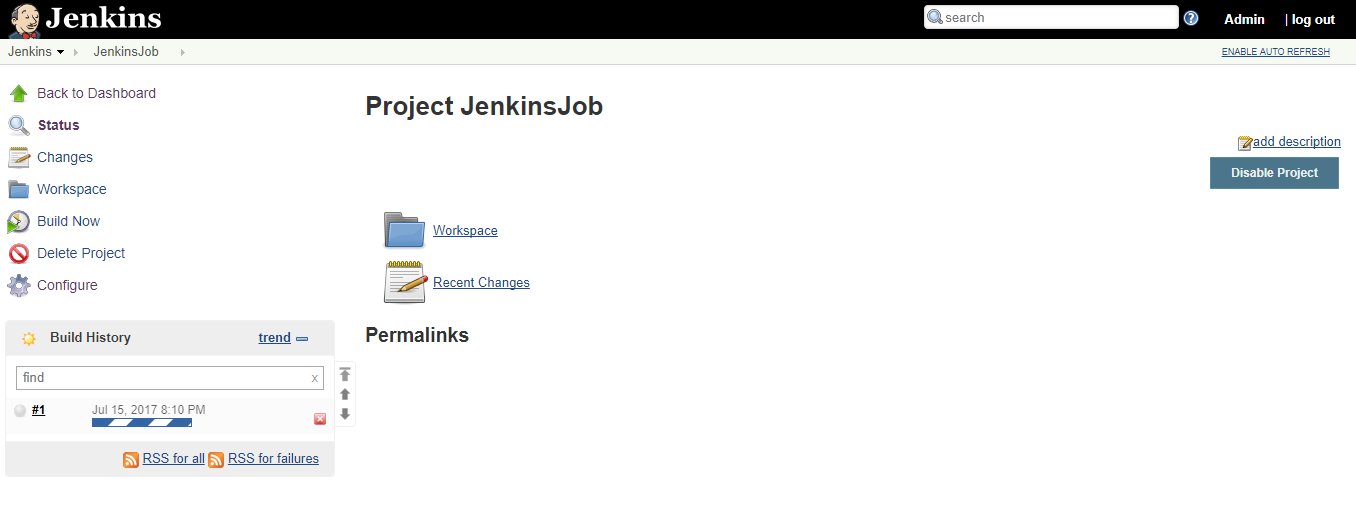 Jenkins
search
Admin | log out
Jenkins JenkinsJob
ENABLE AUTO REFRESH
Back to Dashboard
Status
Changes
Workspace
Build Now
Delete Project
Configure
Build History trend
find x
#1 Jul 15, 2017 8:10 PM
RSS for all RSS for failures
Project JenkinsJob
add description
Disable Project
Workspace
Recent Changes
Permalinks